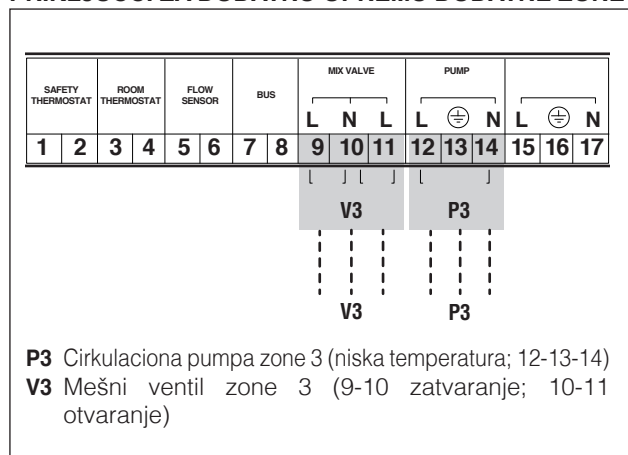 SAFETY THERMOSTAT ROOM THERMOSTAT FLOW SENSOR BUS MIX VALVE PUMP
L N L L N L N
1 2 3 4 5 6 7 8 9 10 11 12 13 14 15 16 17
V3 P3
V3 P3
P3 Cirkulaciona pumpa zone 3 (niska temperatura; 12-13-14)
V3 Mešni ventil zone 3 (9-10 zatvaranje; 10-11
otvaranje)